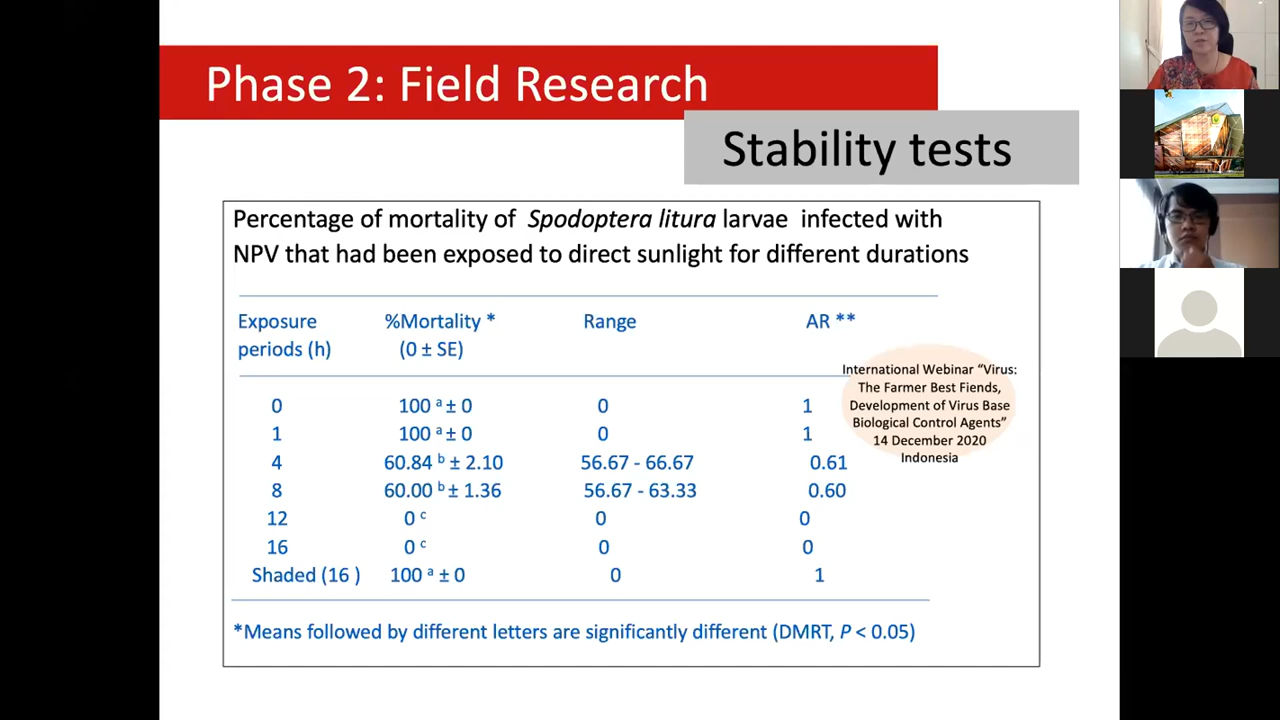 Phase 2: Field Research
Stability tests
Percentage of mortality of Spodoptera litura larvae infected with
NPV that had been exposed to direct sunlight for different durations
Exposure %Mortality * Range AR **
periods (h) (0 ± SE)
0 100 a ± 0 0 1
1 100 a ± 0 0 1
4 60.84 b ± 2.10 56.67 - 66.67 0.61
8 60.00 b ± 1.36 56.67 - 63.33 0.60
12 0 c 0 0
16 0 c 0 0
Shaded (16 ) 100 a ± 0 0 1
*Means followed by different letters are significantly different (DMRT, P < 0.05)
International Webinar “Virus:
The Farmer Best Fiends,
Development of Virus Base
Biological Control Agents”
14 December 2020
Indonesia